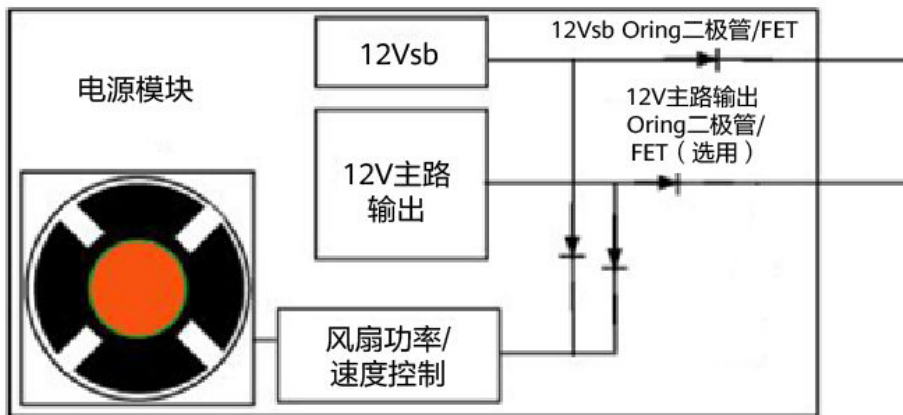 12Vsb Oring二极管/FET
12Vsb
电源模块
12V主路输出
Oring二极管/
FET（选用）
12V主路
输出
风扇功率/
速度控制